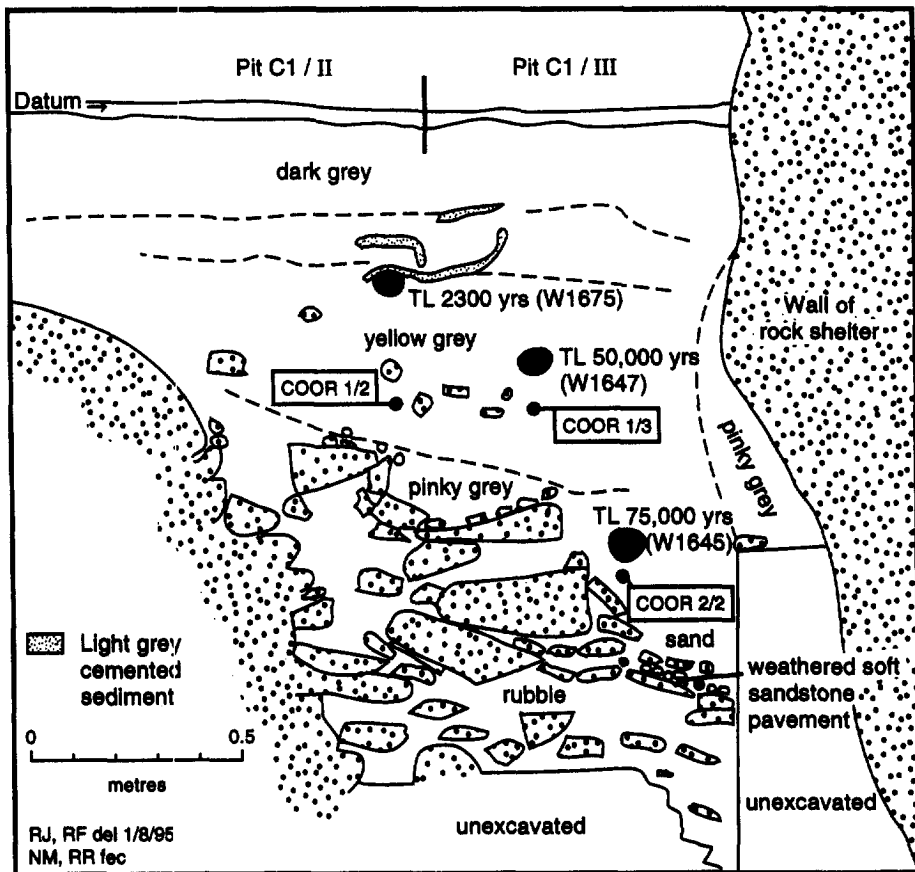 Pit C1 / II
Pit C1 / III
Datum →
dark grey
TL 2300 yrs (W1675)
yellow grey
Wall of
rock shelter
TL 50,000 yrs
(W1647)
COOR 1/2
COOR 1/3
pinky grey
pinky grey
TL 75,000 yrs
(W1645)
COOR 2/2
sand
Light grey
cemented
sediment
weathered soft
sandstone
pavement
rubble
0 0.5
metres
unexcavated
unexcavated
RJ, RF del 1/8/95
NM, RR fec